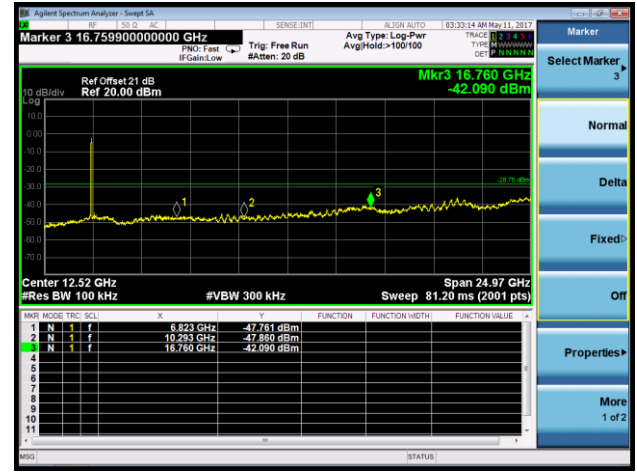 Agilent Spectrum Analyzer - Swept SA
RF 50 Ω AC SENSE:INT ALIGN AUTO 03:33:14 AM May 11, 2017
Marker 3 16.759900000000 GHz
PNO: Fast
IFGain:Low
Trig: Free Run
#Atten: 20 dB
Avg Type: Log-Pwr
Avg|Hold:>100/100
TRACE 1 2 3 4 5 6
TYPE M W W W W W
DET P N N N N N
Marker
Select Marker
3
Normal
Delta
Fixed
Off
Properties
More
1 of 2
Mkr3 16.760 GHz
-42.090 dBm
Ref Offset 21 dB
10 dB/div Ref 20.00 dBm
Log
10.0
0.00
-10.0
-20.0
-28.76 dBm
-30.0
-40.0
-50.0
-60.0
-70.0
1
2
3
Center 12.52 GHz Span 24.97 GHz
#Res BW 100 kHz #VBW 300 kHz Sweep 81.20 ms (2001 pts)
MKR MODE TRC SCL X Y FUNCTION FUNCTION WIDTH FUNCTION VALUE
1 N 1 f 6.823 GHz -47.761 dBm
2 N 1 f 10.293 GHz -47.860 dBm
3 N 1 f 16.760 GHz -42.090 dBm
4
5
6
7
8
9
10
11
MSG STATUS